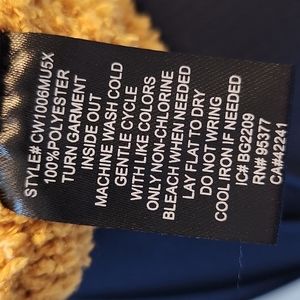 STYLE# CW1006MU5X
100%POLYESTER
TURN GARMENT
INSIDE OUT
MACHINE WASH COLD
GENTLE CYCLE
WITH LIKE COLORS
ONLY NON-CHLORINE
BLEACH WHEN NEEDED
LAY FLAT TO DRY
DO NOT WRING
COOL IRON IF NEEDED
IC# BG2209
RN# 95377
CA#42241